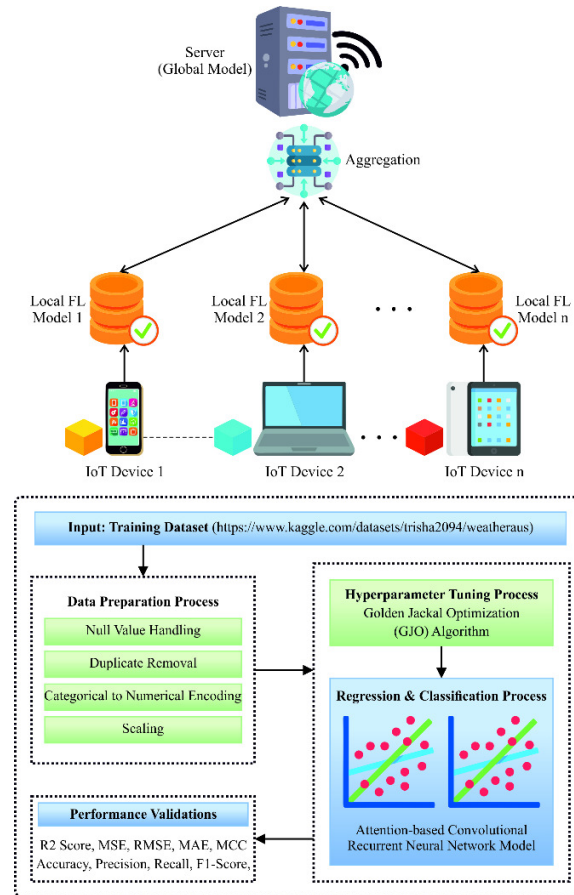 Server
(Global Model)
Aggregation
Local FL
Model 1
Local FL
Model 2
. . .
Local FL
Model n
IoT Device 1
IoT Device 2
. . .
IoT Device n
Input: Training Dataset (https://www.kaggle.com/datasets/trisha2094/weatheraus)
Data Preparation Process
Null Value Handling
Duplicate Removal
Categorical to Numerical Encoding
Scaling
Hyperparameter Tuning Process
Golden Jackal Optimization
(GJO) Algorithm
Regression & Classification Process
Attention-based Convolutional
Recurrent Neural Network Model
Performance Validations
R2 Score, MSE, RMSE, MAE, MCC
Accuracy, Precision, Recall, F1-Score,